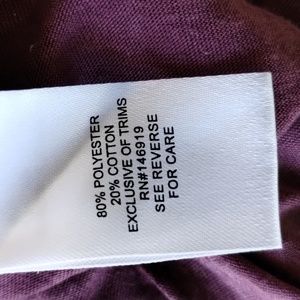 80% POLYESTER
20% COTTON
EXCLUSIVE OF TRIMS
RN#146919
SEE REVERSE
FOR CARE